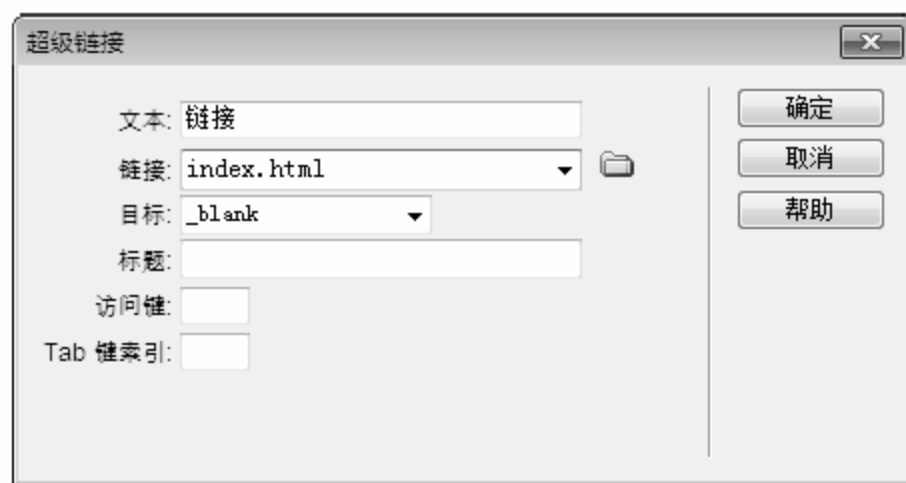 超级链接
文本: 链接
链接: index.html
目标: _blank
标题:
访问键:
Tab 键索引:
确定
取消
帮助